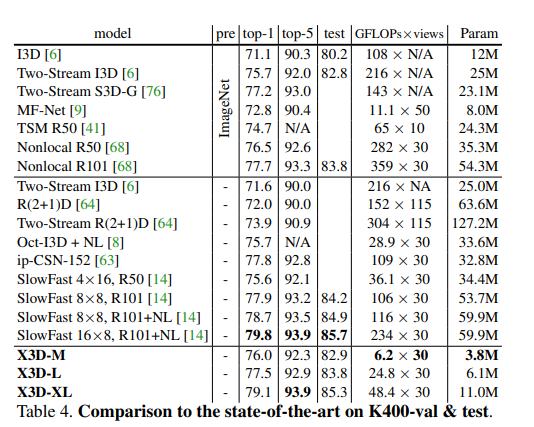 model pre top-1 top-5 test GFLOPs×views Param
I3D [6] ImageNet 71.1 90.3 80.2 108 × N/A 12M
Two-Stream I3D [6] 75.7 92.0 82.8 216 × N/A 25M
Two-Stream S3D-G [76] 77.2 93.0 143 × N/A 23.1M
MF-Net [9] 72.8 90.4 11.1 × 50 8.0M
TSM R50 [41] 74.7 N/A 65 × 10 24.3M
Nonlocal R50 [68] 76.5 92.6 282 × 30 35.3M
Nonlocal R101 [68] 77.7 93.3 83.8 359 × 30 54.3M
Two-Stream I3D [6] - 71.6 90.0 216 × NA 25.0M
R(2+1)D [64] - 72.0 90.0 152 × 115 63.6M
Two-Stream R(2+1)D [64] - 73.9 90.9 304 × 115 127.2M
Oct-I3D + NL [8] - 75.7 N/A 28.9 × 30 33.6M
ip-CSN-152 [63] - 77.8 92.8 109 × 30 32.8M
SlowFast 4×16, R50 [14] - 75.6 92.1 36.1 × 30 34.4M
SlowFast 8×8, R101 [14] - 77.9 93.2 84.2 106 × 30 53.7M
SlowFast 8×8, R101+NL [14] - 78.7 93.5 84.9 116 × 30 59.9M
SlowFast 16×8, R101+NL [14] - 79.8 93.9 85.7 234 × 30 59.9M
X3D-M - 76.0 92.3 82.9 6.2 × 30 3.8M
X3D-L - 77.5 92.9 83.8 24.8 × 30 6.1M
X3D-XL - 79.1 93.9 85.3 48.4 × 30 11.0M
Table 4. Comparison to the state-of-the-art on K400-val & test.